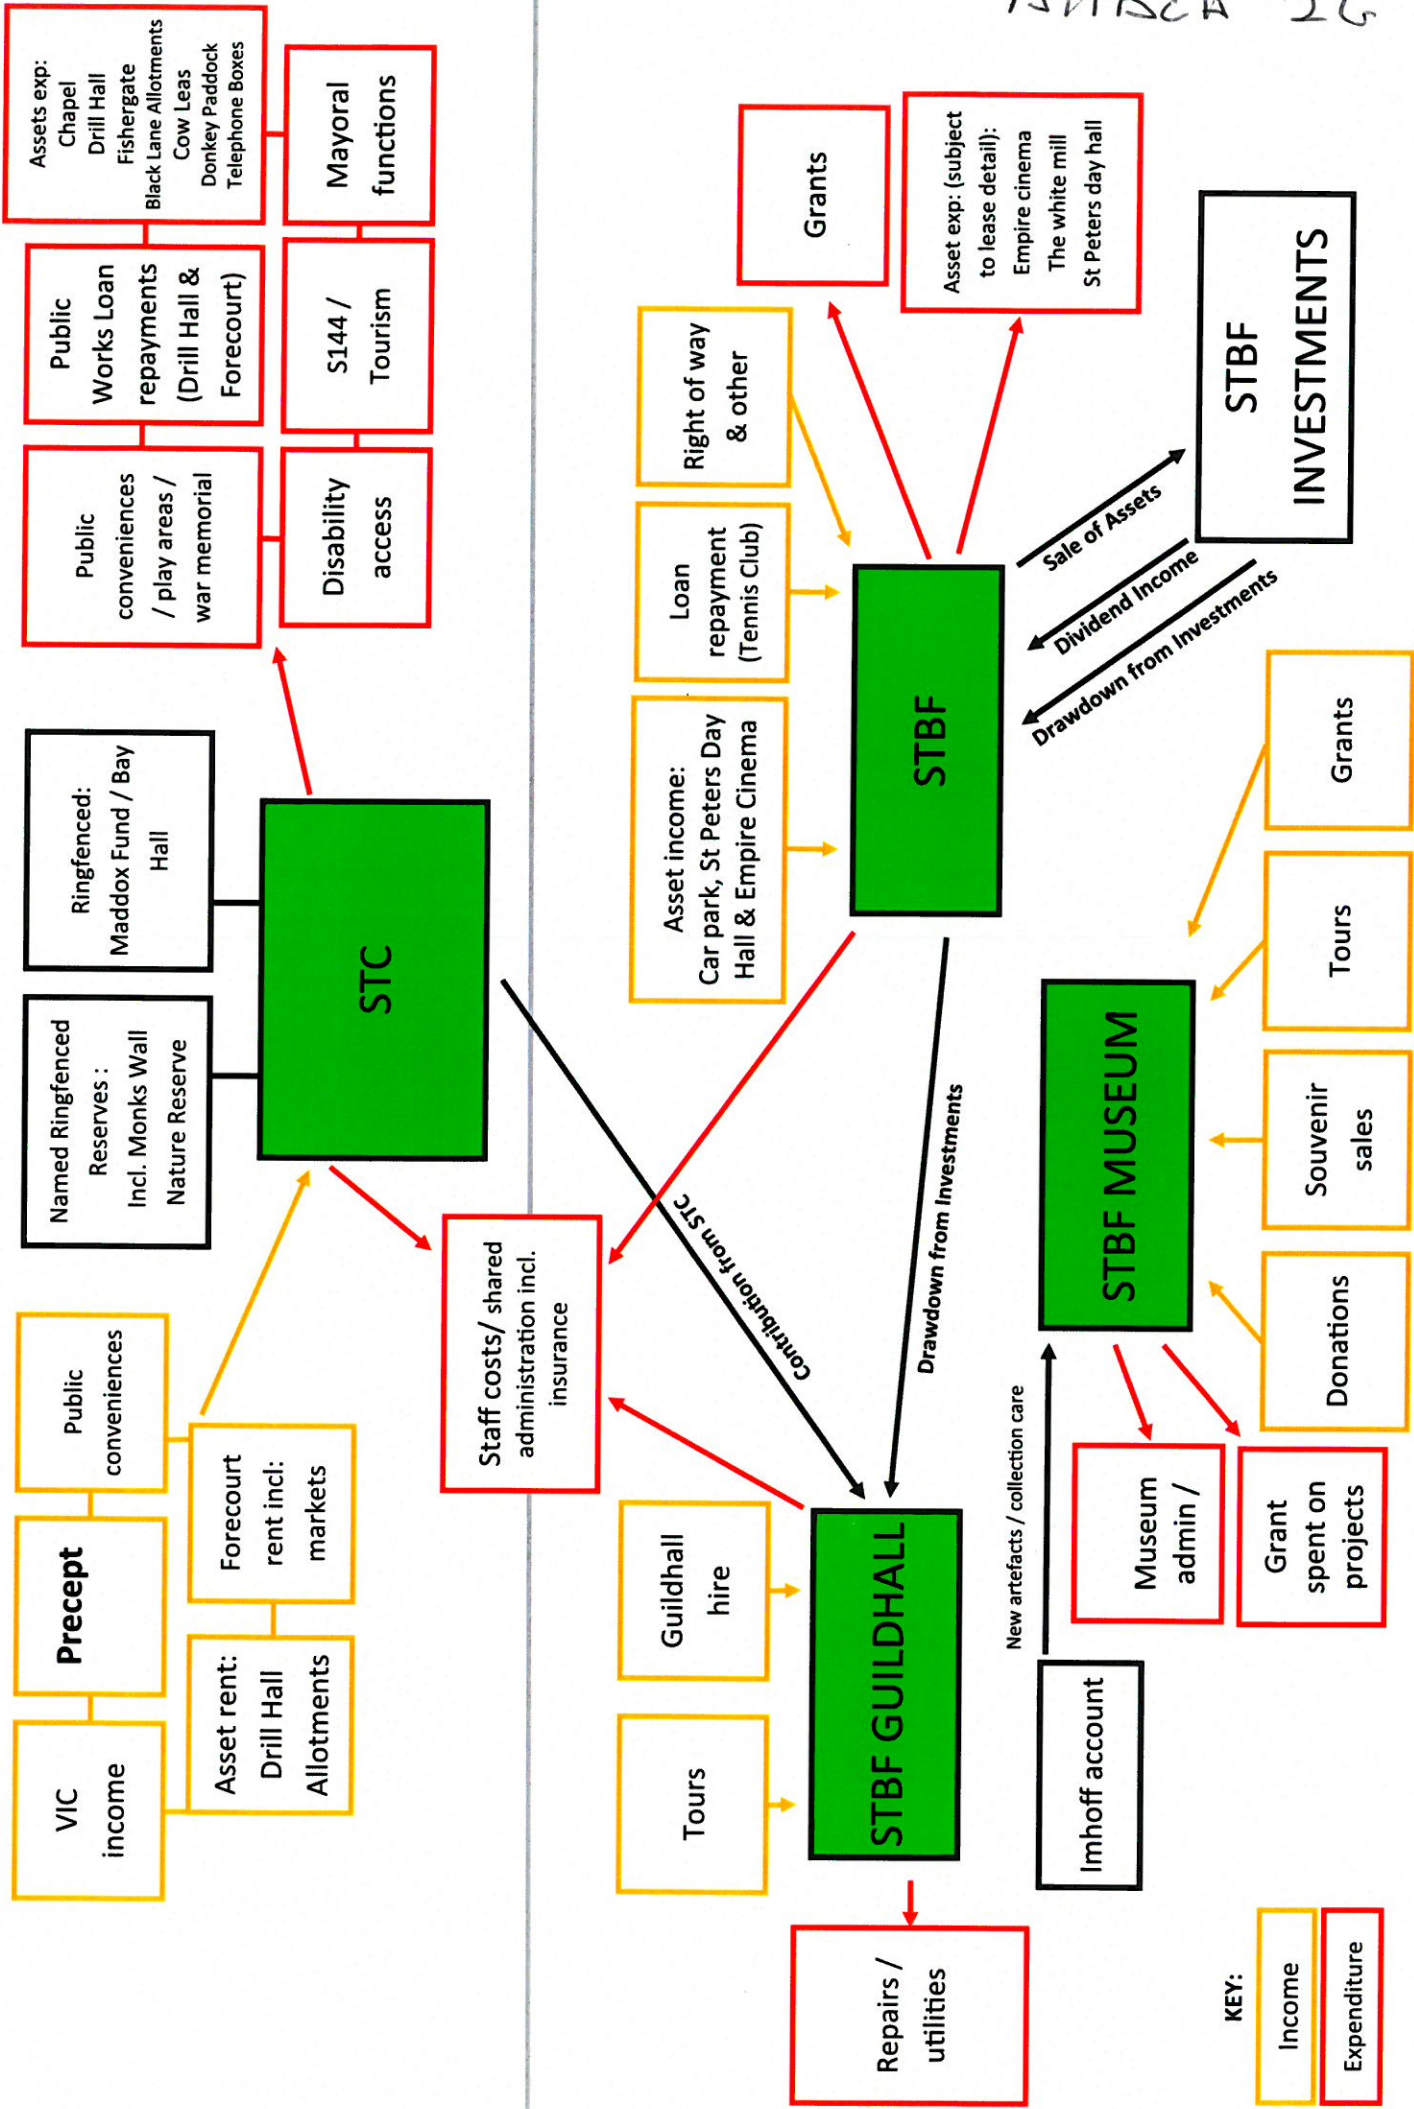 VIC
income
Precept
Public
conveniences
Asset rent:
Drill Hall
Allotments
Forecourt
rent incl:
markets
Named Ringfenced
Reserves :
Incl. Monks Wall
Nature Reserve
Ringfenced:
Maddox Fund / Bay
Hall
STC
Public
conveniences
/ play areas /
war memorial
Public
Works Loan
repayments
(Drill Hall &
Forecourt)
Assets exp:
Chapel
Drill Hall
Fishergate
Black Lane Allotments
Cow Leas
Donkey Paddock
Telephone Boxes
Disability
access
S144 /
Tourism
Mayoral
functions
Staff costs/ shared
administration incl.
insurance
Contribution from STC
Tours
Guildhall
hire
STBF GUILDHALL
Repairs /
utilities
Drawdown from Investments
Asset income:
Car park, St Peters Day
Hall & Empire Cinema
Loan
repayment
(Tennis Club)
Right of way
& other
STBF
Grants
Asset exp: (subject
to lease detail):
Empire cinema
The white mill
St Peters day hall
Sale of Assets
Dividend Income
Drawdown from Investments
STBF
INVESTMENTS
New artefacts / collection care
Imhoff account
STBF MUSEUM
Museum
admin /
Grant
spent on
projects
Donations
Souvenir
sales
Tours
Grants
KEY:
Income
Expenditure
2G